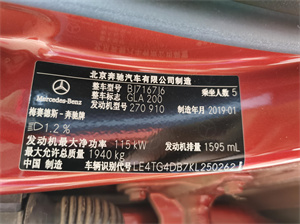 北京奔驰汽车有限公司制造
整车型号 BJ7167J6 乘坐人数 5
整车型号 GLA 200
发动机型号 270 910 制造年月 2019-01
Mercedes-Benz
梅赛德斯-奔驰
1.2 %
发动机最大净功率 115 kW 发动机排量 1595 mL
最大允许总质量 1940 kg
中国 制造 车辆识别代号 LE4TG4DB7KL250262